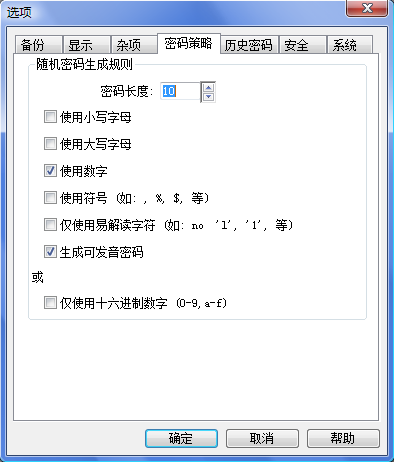 选项
备份 显示 杂项 密码策略 历史密码 安全 系统
随机密码生成规则
密码长度: 10
使用小写字母
使用大写字母
使用数字
使用符号 (如: , %, $, 等)
仅使用易解读字符 (如: no 'l', '1', 等)
生成可发音密码
或
仅使用十六进制数字 (0-9,a-f)
确定 取消 帮助